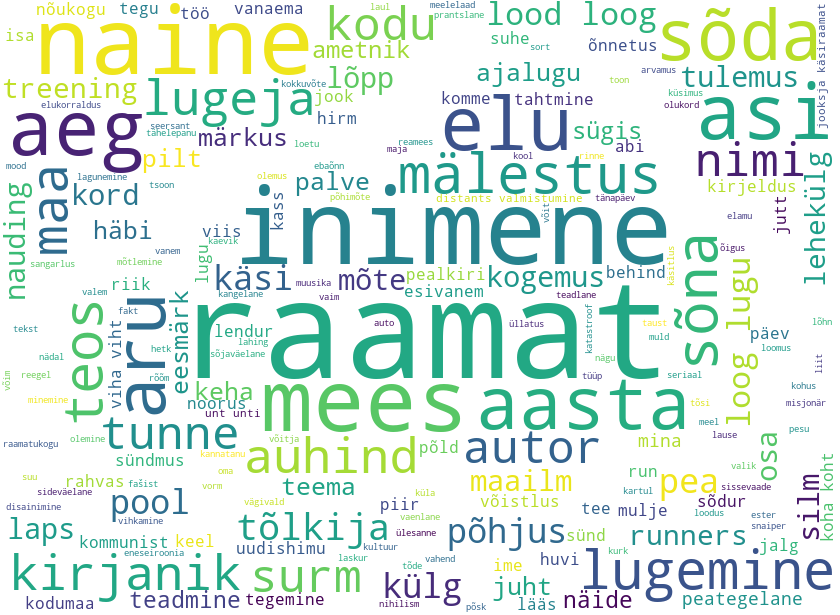 nõukogu tegu töö vanaema laul meelelaad
prantslane
isa naine kodu lood loog sõda
suhe sort õnnetus
ametnik
treening elukorraldus lugeja kokkuvõte lõpp ajalugu arvamus toon tulemus
jook küsimus jooksja käsiraamat
komme tahtmine olukord
aeg seersant tähelepanu märkus hirm elu sügis asi
loetu reamees abi
mood pilt maja kool rinne nimi
ebaõnn
lagunemine tsoon olemus palve mälestus tänapäev kirjeldus lehekülg
maa kord põhimõte distants valmistumine elamu jutt
nauding häbi viis kass inimene võit õigus
vanem kaevik
sangarlus mõtlemine lugu käsi mõte pealkiri kogemus behind käsitlus sõna
riik kangelane muusika esivanem teadlane
valem vaim
fakt eesmärk raamat üllatus katastroof taust loog lugu päev lõhn
tekst aru viha viht lendur auto muld
teos hetk lahing sõjaväelane nägu loomus
nädal rõõm tüüp seriaal liit
võim reegel keha kohus
minemine noorus mees aasta tõsi misjonär
unt unti
tunne võitja meel pesu
raamatukogu olemine auhind põld autor mina lause
sündmus kannatanu osa
suu rahvas oma teema maailm run pea valik sissevaade
sideväelane fašist vorm küla kartul koha koht
disainimine pool vägivald piir võistlus tee mulje sõdur loodus silm
vihkamine vaenlane ester
laps tõlkija ülesanne põhjus sünd runners snaiper
kommunist keel laskur
eneseiroonia uudishimu kultuur vahend huvi kurk jalg
kirjanik surm tõde ime lugemine
külg juht
kodumaa teadmine tegemine nihilism põsk lääs näide peategelane